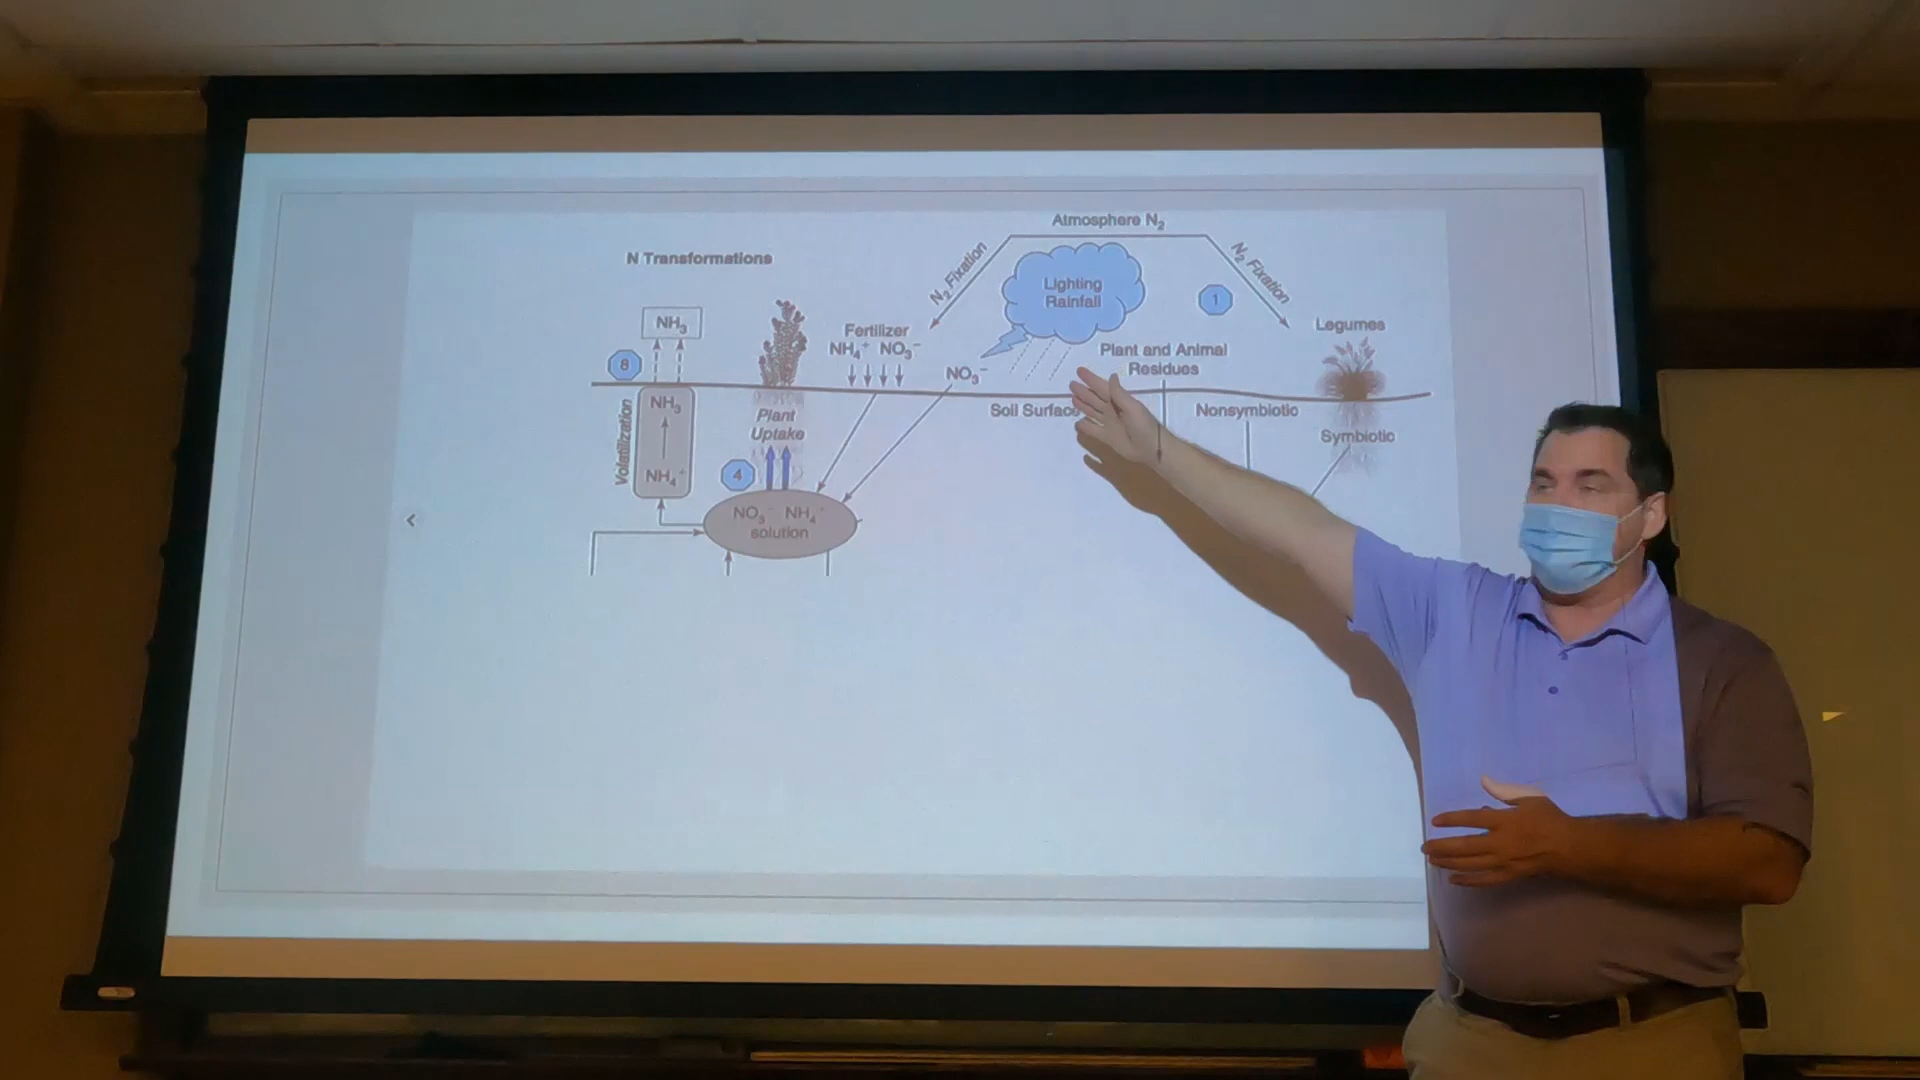 Atmosphere N₂
N Transformations
N₂ Fixation
N₂ Fixation
Lighting
Rainfall
1
NH₃
Fertilizer
NH₄⁺ NO₃⁻
Legumes
8
NO₃⁻
Plant and Animal
Residues
NH₃
Volatilization
NH₄⁺
Plant
Uptake
Soil Surface
Nonsymbiotic
Symbiotic
4
NO₃⁻ NH₄⁺
solution